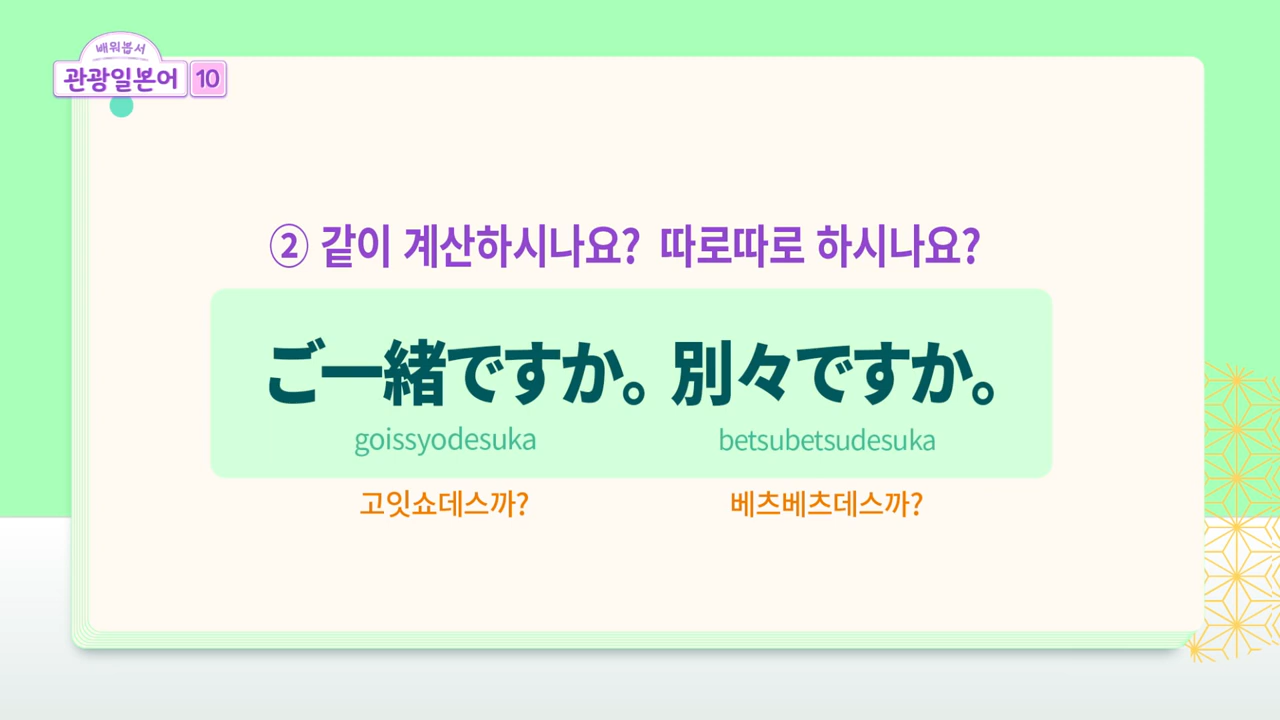 배워봅서
관광일본어 10
② 같이 계산하시나요? 따로따로 하시나요?
ご一緒ですか。別々ですか。
goissyodesuka betsubetsudesuka
고잇쇼데스까? 베츠베츠데스까?